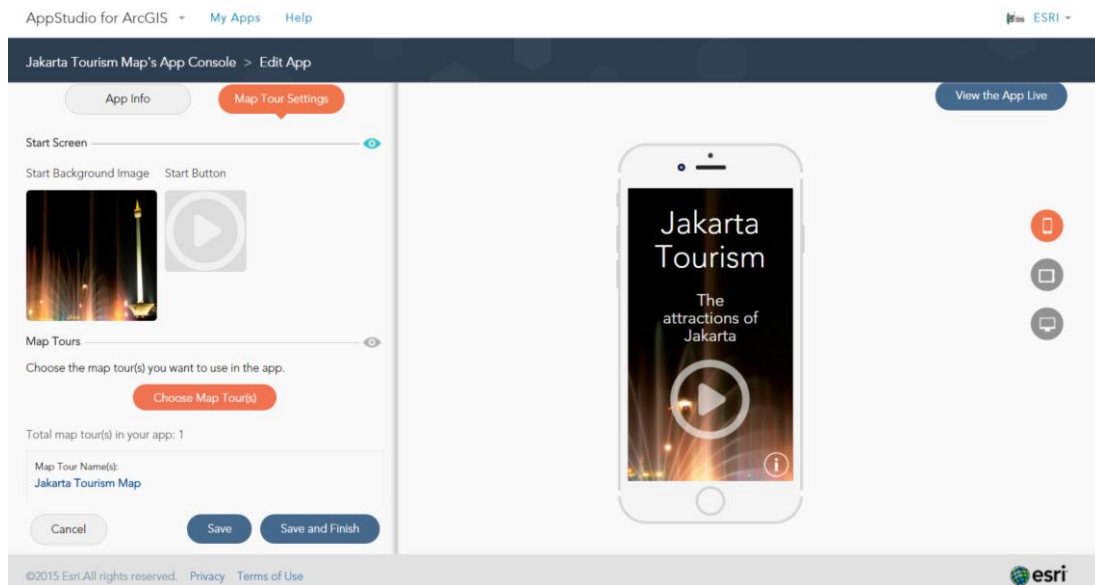 AppStudio for ArcGIS My Apps Help ESRI
Jakarta Tourism Map's App Console > Edit App
App Info Map Tour Settings
View the App Live
Start Screen
Start Background Image Start Button
Map Tours
Choose the map tour(s) you want to use in the app.
Choose Map Tour(s)
Total map tour(s) in your app: 1
Map Tour Name(s):
Jakarta Tourism Map
Cancel Save Save and Finish
Jakarta
Tourism
The
attractions of
Jakarta
i
©2015 Esri.All rights reserved. Privacy Terms of Use
esri